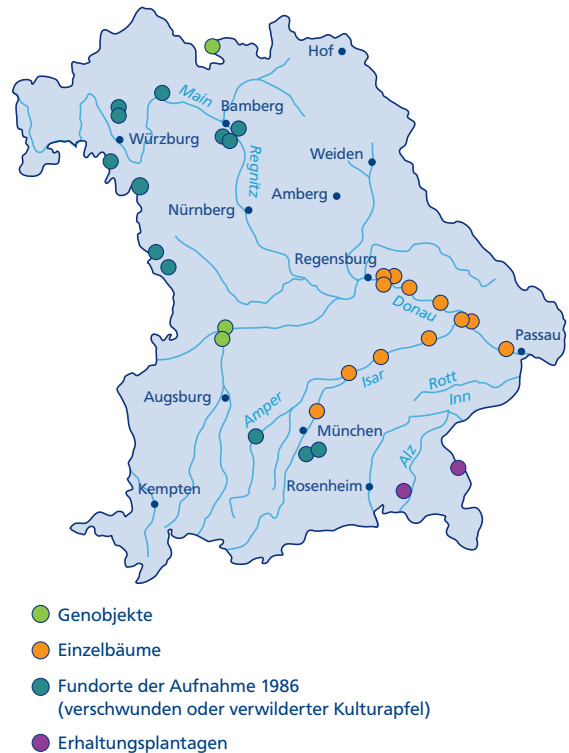 Hof
Main
Bamberg
Würzburg
Regnitz
Weiden
Amberg
Nürnberg
Regensburg
Donau
Passau
Isar
Rott
Augsburg
Amper
Inn
München
Alz
Kempten
Rosenheim
Genobjekte
Einzelbäume
Fundorte der Aufnahme 1986
(verschwunden oder verwilderter Kulturapfel)
Erhaltungsplantagen